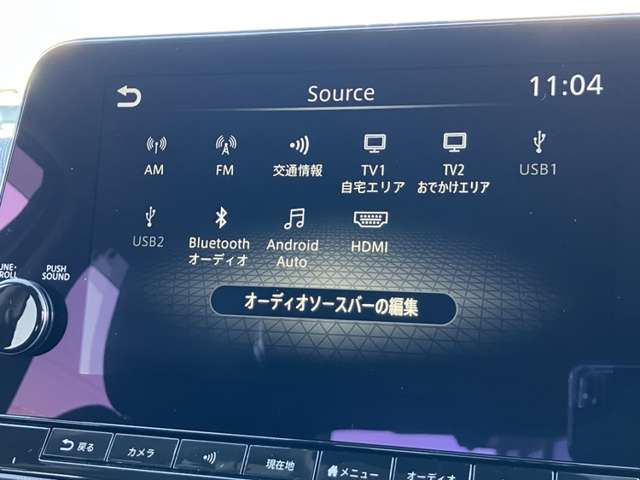 Source
11:04
AM
FM
交通情報
TV1
自宅エリア
TV2
おでかけエリア
USB1
USB2
Bluetooth
オーディオ
Android
Auto
HDMI
オーディオソースバーの編集
PUSH
SOUND
戻る
カメラ
現在地
メニュー
オーディオ